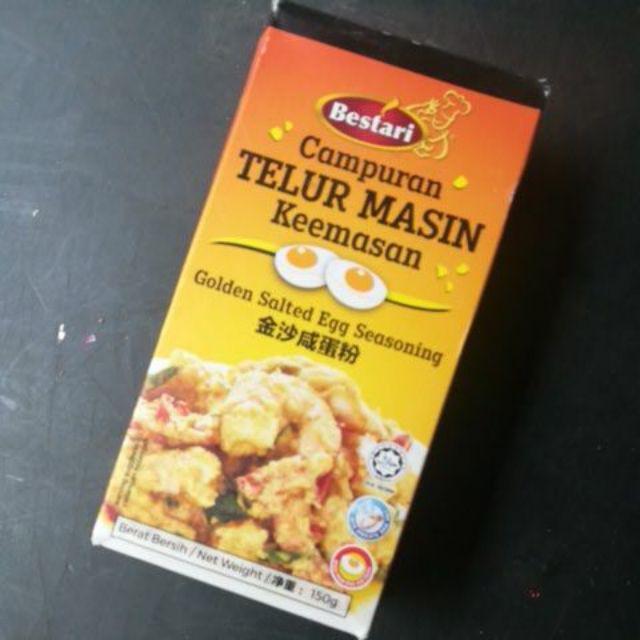 Bestari
Campuran
TELUR MASIN
Keemasan
Golden Salted Egg Seasoning
金沙咸蛋粉
Berat Bersih / Net Weight / 净重 : 150g